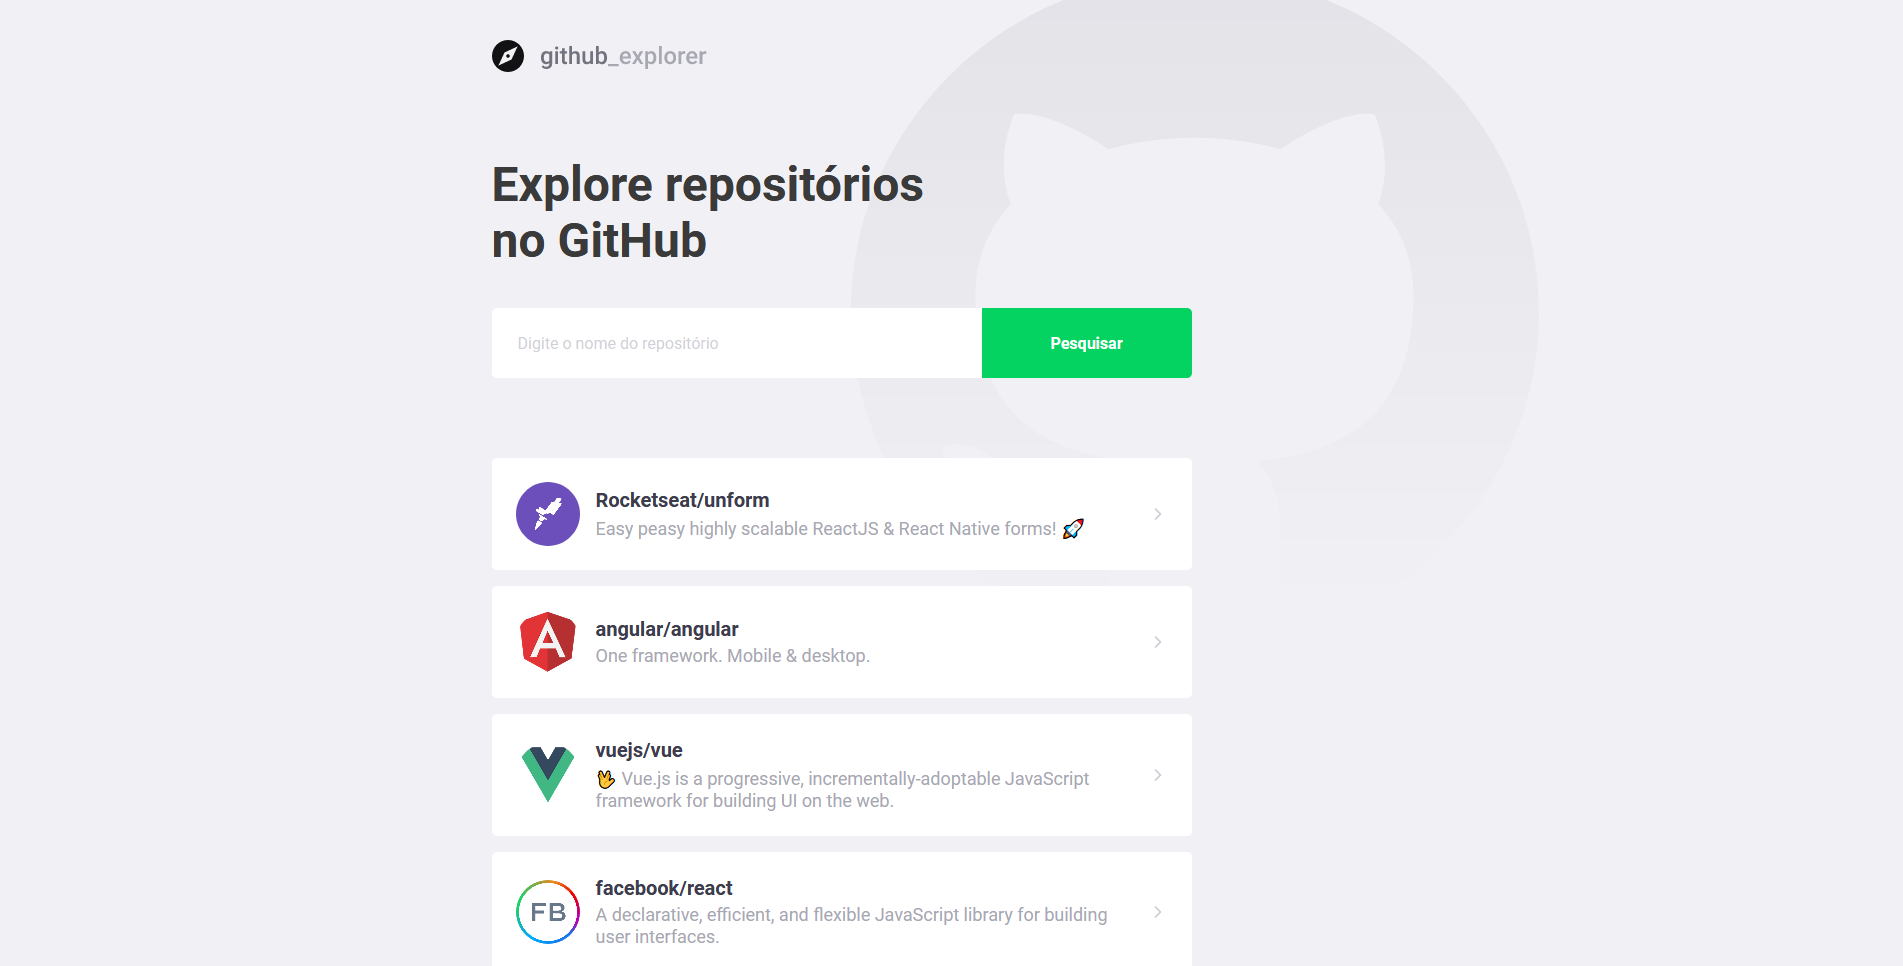 github_explorer
Explore repositórios
no GitHub
Digite o nome do repositório
Pesquisar
Rocketseat/unform
Easy peasy highly scalable ReactJS & React Native forms! 🚀
angular/angular
One framework. Mobile & desktop.
vuejs/vue
🖖 Vue.js is a progressive, incrementally-adoptable JavaScript
framework for building UI on the web.
FB
facebook/react
A declarative, efficient, and flexible JavaScript library for building
user interfaces.